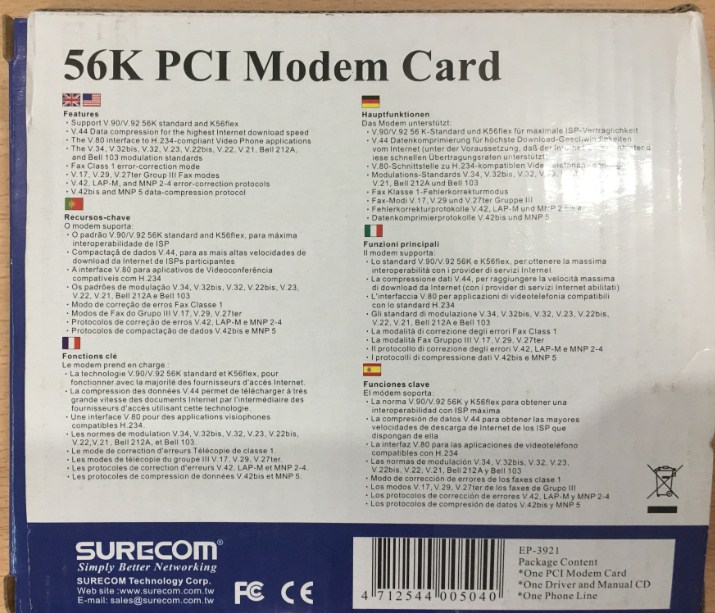 56K PCI Modem Card
Features
· Support V.90/V.92 56K standard and K56flex
· V.44 Data compression for the highest Internet download speed
· The V.80 interface to H.234-compliant Video Phone applications
· The V.34, V.32bis, V.32, V.23, V.22bis, V.22, V.21, Bell 212A,
and Bell 103 modulation standards
· Fax Class 1 error-correction mode
· V.17, V.29, V.27ter Group III Fax modes
· V.42, LAP-M, and MNP 2-4 error-correction protocols
· V.42bis and MNP 5 data-compression protocol
Recursos-chave
O modem suporta:
· O padrão V.90/V.92 56K standard and K56flex, para máxima
interoperabilidade de ISP
· Compactaçã de dados V.44, para as mais altas velocidades de
download da Internet de ISPs participantes
· A interface V.80 para aplicativos de Videoconferência
compatíveis com H.234
· Os padrões de modulação V.34, V.32bis, V.32, V.22bis, V.23,
V.22, V.21, Bell 212A e Bell 103
· Modo de correção de erros Fax Classe 1
· Modos de Fax do Grupo III V.17, V.29, V.27ter
· Protocolos de correção de erros V.42, LAP-M e MNP 2-4
· Protocolos de compactação de dados V.42bis e MNP 5
Fonctions clé
Le modem prend en charge:
· La technologie V.90/V.92 56K standard et K56flex, pour
fonctionner avec la majorité des fournisseurs d'accès Internet.
· La compression des données V.44 permet de télécharger à très
grande vitesse des documents Internet par l'intermédiaire des
fournisseurs d'accès utilisant cette technologie.
· Une interface V.80 pour des applications visiophones
compatibles H.234.
· Les normes de modulation V.34, V.32bis, V.32, V.23, V.22bis,
V.22, V.21, Bell 212A, et Bell 103.
· Le mode de correction d'erreurs Télécopie de classe 1.
· Les modes de télécopie du groupe III V.17, V.29, V.27ter.
· Les protocoles de correction d'erreurs V.42, LAP-M et MNP 2-4.
· Les protocoles de compression de données V.42bis et MNP 5.
Hauptfunktionen
Das Modem unterstützt:
· V.90/V.92 56 K-Standard und K56flex für maximale ISP-Verträglichkeit
· V.44 Datenkomprimierung für höchste Download-Geschwindigkeiten
vom Internet (unter der Voraussetzung, daß der
iese schnellen Übertragungsraten unterstützt
· V.80-Schnittstelle zu H.234-kompatiblen
· Modulations-Standards V.34, V.32bis, V.32,
V.21, Bell 212A und Bell 103
· Fax Klasse 1-Fehlerkorrekturmodus
· Fax-Modi V.17, V.29 und V.27ter Gruppe III
· Fehlerkorrekturprotokolle V.42, LAP-M und
· Datenkomprimierprotokolle V.42bis und MNP 5
Funzioni principali
Il modem supporta:
· Lo standard V.90/V.92 56K e K56flex, per ottenere la massima
interoperabilità con i provider di servizi Internet
· La compressione dati V.44, per raggiungere la velocità massima
di download da Internet (con i provider di servizi Internet abilitati)
· L'interfaccia V.80 per applicazioni di videotelefonia compatibili
con lo standard H.234
· Gli standard di modulazione V.34, V.32bis, V.32, V.23, V.22bis,
V.22, V.21, Bell 212A e Bell 103
· La modalità di correzione degli errori Fax Class 1
· La modalità Fax Gruppo III V.17, V.29, V.27ter
· Il protocollo di correzione degli errori V.42, LAP-M e MNP 2-4
· I protocolli di compressione dati V.42bis e MNP 5
Funciones clave
El módem soporta:
· La norma V.90/V.92 56K y K56flex para obtener una
interoperabilidad con ISP máxima
· La compresión de datos V.44 para obtener las mayores
velocidades de descarga de Internet de los ISP que
dispongan de ella
· La interfaz V.80 para las aplicaciones de videoteléfono
compatibles con H.234
· Las normas de modulación V.34, V.32bis, V.32, V.23,
V.22bis, V.22, V.21, Bell 212A y Bell 103
· Modo de corrección de errores de los faxes clase 1
· Los modos V.17, V.29, V.27ter de los faxes de Grupo III
· Los protocolos de corrección de errores V.42, LAP-M y MNP 2-4
· Los protocolos de compresión de datos V.42bis y MNP 5
SURECOM®
Simply Better Networking
SURECOM Technology Corp.
Web site :www.surecom.com.tw
E-mail: sales@surecom.com.tw
FC CE
4 712544 005040
EP-3921
Package Content
*One PCI Modem Card
*One Driver and Manual CD
*One Phone Line